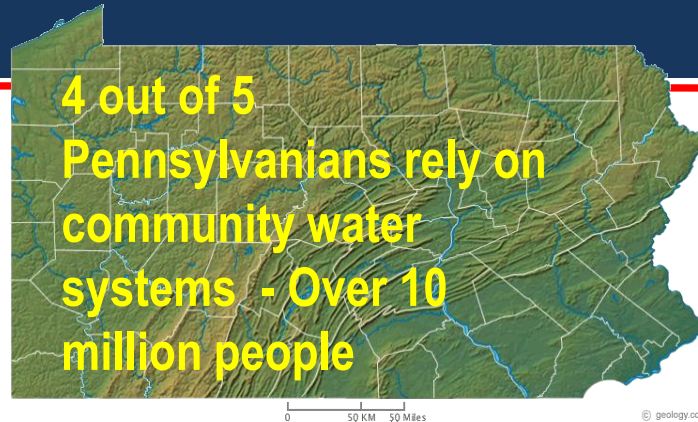 4 out of 5
Pennsylvanians rely on
community water
systems - Over 10
million people
0 50 KM 50 Miles
© geology.co